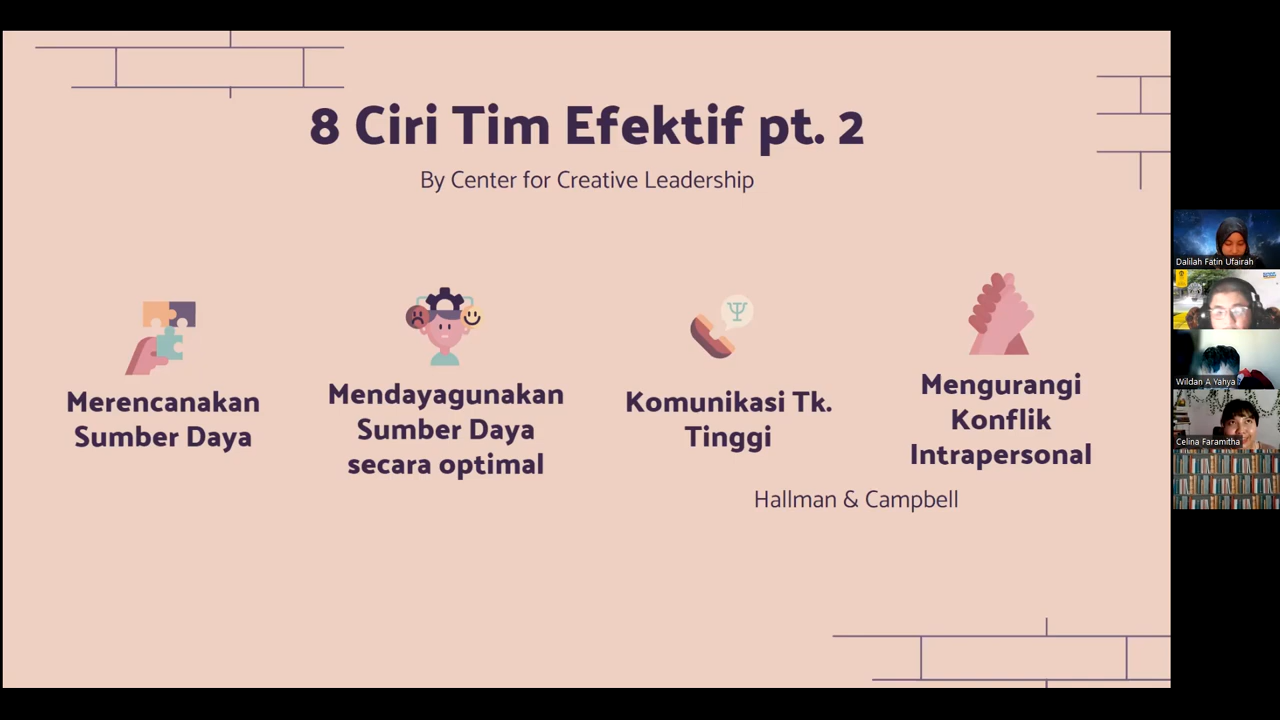 8 Ciri Tim Efektif pt. 2
By Center for Creative Leadership
Merencanakan
Sumber Daya
Mendayagunakan
Sumber Daya
secara optimal
Komunikasi Tk.
Tinggi
Mengurangi
Konflik
Intrapersonal
Hallman & Campbell
Dalilah Fatin Ufairah
Wildan A Yahya
Celina Faramitha